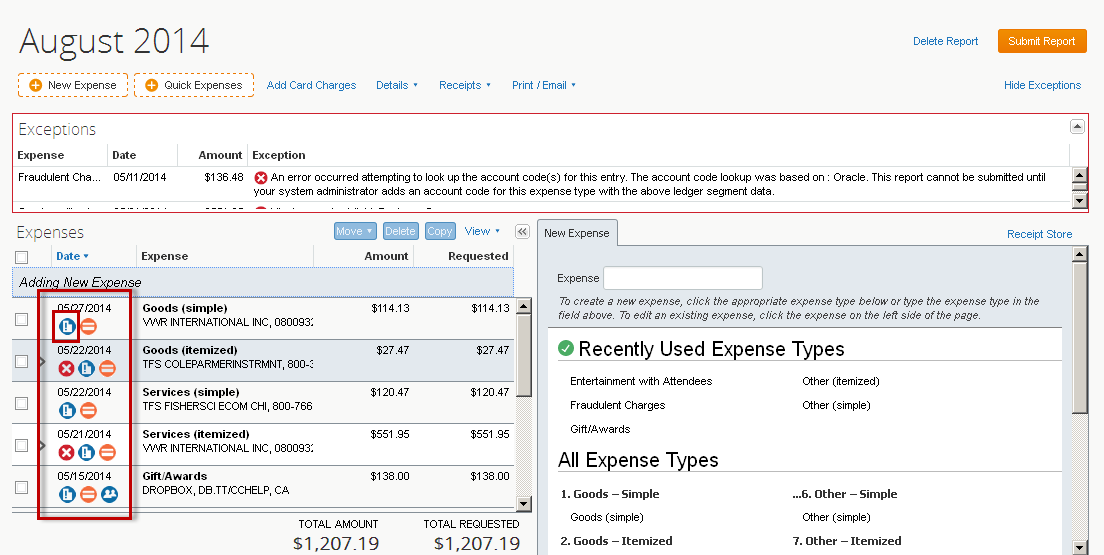 August 2014
Delete Report
Submit Report
New Expense
Quick Expenses
Add Card Charges
Details
Receipts
Print / Email
Hide Exceptions
Exceptions
Expense Date Amount Exception
Fraudulent Cha... 05/11/2014 $136.48 An error occurred attempting to look up the account code(s) for this entry. The account code lookup was based on : Oracle. This report cannot be submitted until
your system administrator adds an account code for this expense type with the above ledger segment data.
Expenses
Move Delete Copy View
Date Expense Amount Requested
Adding New Expense
05/27/2014 Goods (simple) $114.13 $114.13
VWR INTERNATIONAL INC, 080093
05/22/2014 Goods (itemized) $27.47 $27.47
TFS COLEPARMERINSTRMNT, 800-3
05/22/2014 Services (simple) $120.47 $120.47
TFS FISHERSCI ECOM CHI, 800-766
05/21/2014 Services (itemized) $551.95 $551.95
VWR INTERNATIONAL INC, 080093
05/15/2014 Gift/Awards $138.00 $138.00
DROPBOX, DB.TT/CCHELP, CA
TOTAL AMOUNT TOTAL REQUESTED
$1,207.19 $1,207.19
New Expense
Receipt Store
Expense
To create a new expense, click the appropriate expense type below or type the expense type in the
field above. To edit an existing expense, click the expense on the left side of the page.
Recently Used Expense Types
Entertainment with Attendees Other (itemized)
Fraudulent Charges Other (simple)
Gift/Awards
All Expense Types
1. Goods – Simple ...6. Other – Simple
Goods (simple) Other (simple)
2. Goods – Itemized 7. Other – Itemized